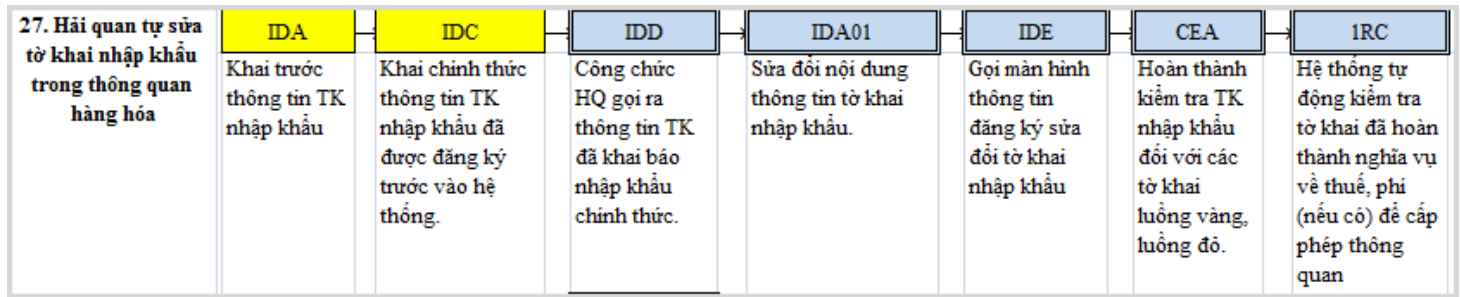 27. Hải quan tự sửa
tờ khai nhập khẩu
trong thông quan
hàng hóa
IDA
Khai trước
thông tin TK
nhập khẩu
IDC
Khai chính thức
thông tin TK
nhập khẩu đã
được đăng ký
trước vào hệ
thống.
IDD
Công chức
HQ gọi ra
thông tin TK
đã khai báo
nhập khẩu
chính thức.
IDA01
Sửa đổi nội dung
thông tin tờ khai
nhập khẩu.
IDE
Gọi màn hình
thông tin
đăng ký sửa
đổi tờ khai
nhập khẩu
CEA
Hoàn thành
kiểm tra TK
nhập khẩu
đối với các
tờ khai
luồng vàng,
luồng đỏ.
1RC
Hệ thống tự
động kiểm tra
tờ khai đã hoàn
thành nghĩa vụ
về thuế, phí
(nếu có) để cấp
phép thông
quan